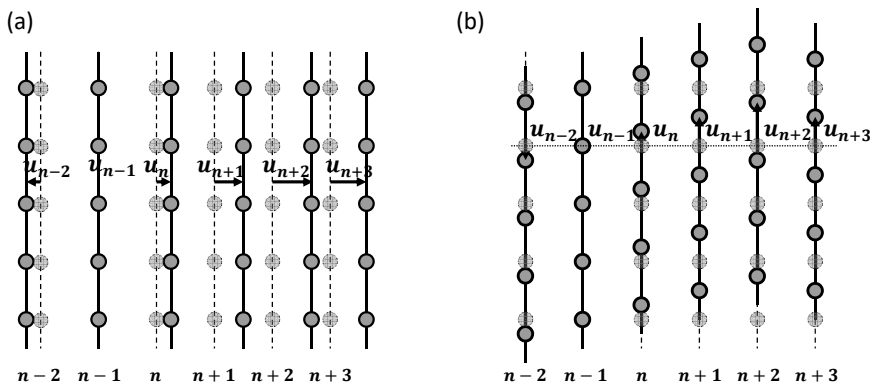 (a)
(b)
u_{n−2} u_{n−1} u_n u_{n+1} u_{n+2} u_{n+3}
u_{n−2} u_{n−1} u_n u_{n+1} u_{n+2} u_{n+3}
n − 2 n − 1 n n + 1 n + 2 n + 3
n − 2 n − 1 n n + 1 n + 2 n + 3